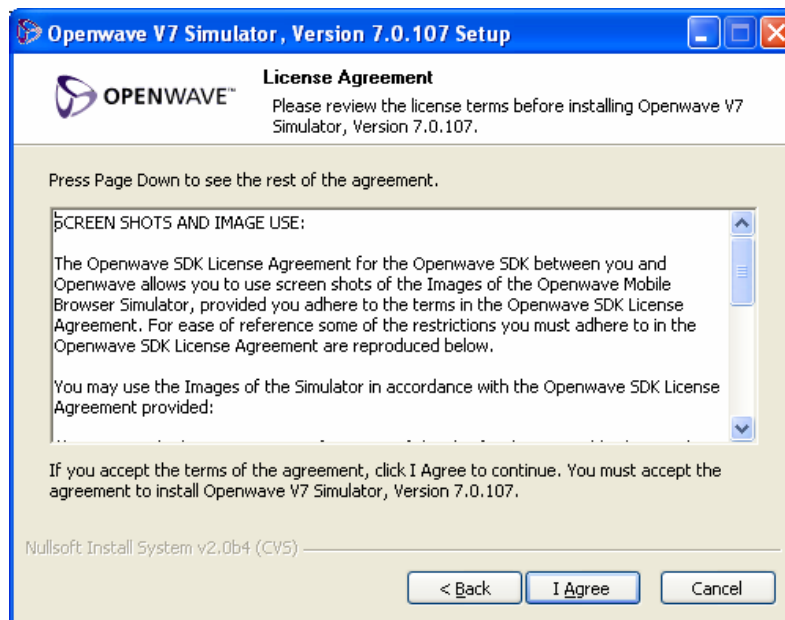 Openwave V7 Simulator, Version 7.0.107 Setup
OPENWAVE™
License Agreement
Please review the license terms before installing Openwave V7
Simulator, Version 7.0.107.
Press Page Down to see the rest of the agreement.
SCREEN SHOTS AND IMAGE USE:
The Openwave SDK License Agreement for the Openwave SDK between you and
Openwave allows you to use screen shots of the Images of the Openwave Mobile
Browser Simulator, provided you adhere to the terms in the Openwave SDK License
Agreement. For ease of reference some of the restrictions you must adhere to in the
Openwave SDK License Agreement are reproduced below.
You may use the Images of the Simulator in accordance with the Openwave SDK License
Agreement provided:
If you accept the terms of the agreement, click I Agree to continue. You must accept the
agreement to install Openwave V7 Simulator, Version 7.0.107.
Nullsoft Install System v2.0b4 (CVS)
< Back
I Agree
Cancel